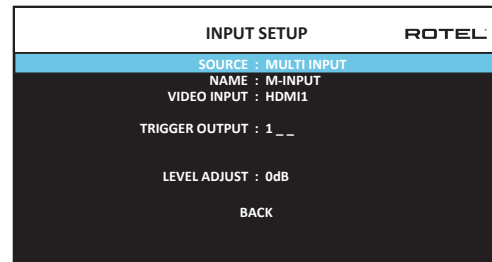 INPUT SETUP ROTEL
SOURCE : MULTI INPUT
NAME : M-INPUT
VIDEO INPUT : HDMI1
TRIGGER OUTPUT : 1 _ _
LEVEL ADJUST : 0dB
BACK